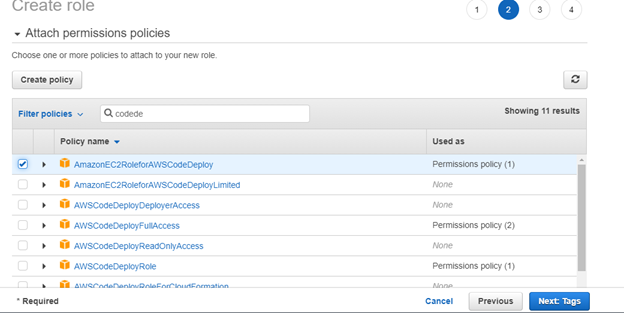 Create role
1 2 3 4
Attach permissions policies
Choose one or more policies to attach to your new role.
Create policy
Filter policies codede Showing 11 results
Policy name Used as
AmazonEC2RoleforAWSCodeDeploy Permissions policy (1)
AmazonEC2RoleforAWSCodeDeployLimited None
AWSCodeDeployDeployerAccess None
AWSCodeDeployFullAccess Permissions policy (2)
AWSCodeDeployReadOnlyAccess None
AWSCodeDeployRole Permissions policy (1)
AWSCodeDeployRoleForCloudFormation None
* Required Cancel Previous Next: Tags